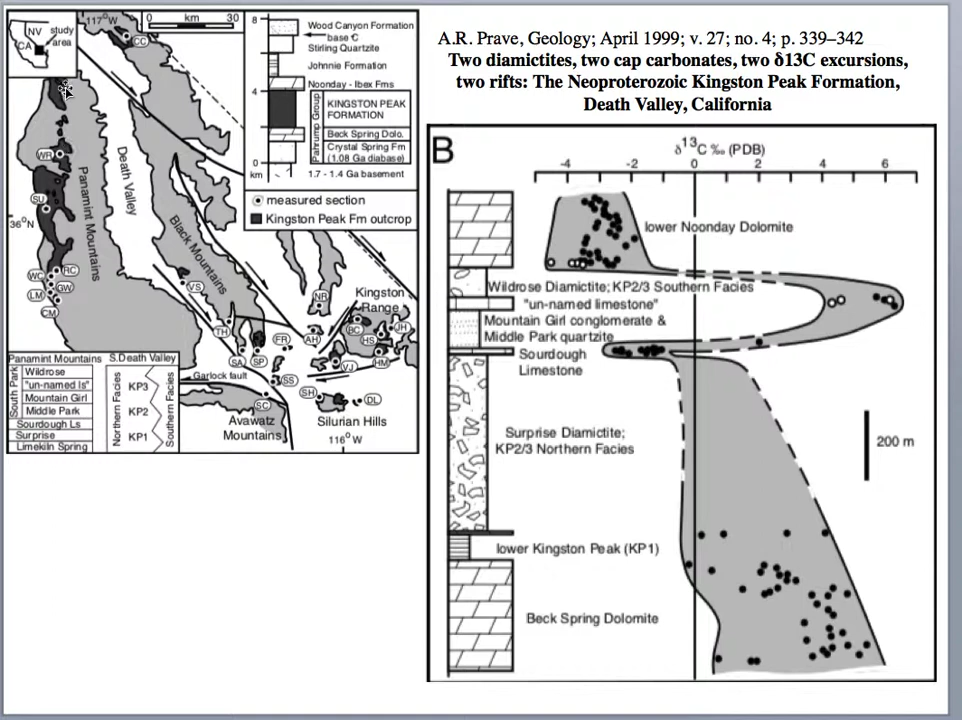 A.R. Prave, Geology; April 1999; v. 27; no. 4; p. 339–342
Two diamictites, two cap carbonates, two δ13C excursions,
two rifts: The Neoproterozoic Kingston Peak Formation,
Death Valley, California
NV
CA
study
area
117°W
0 km 30
CC
WR
SU
36°N
WC
RC
GW
LM
CM
Panamint Mountains
Death Valley
Black Mountains
VS
TH
SA
SP
FR
AH
NR
Kingston
Range
BC
JH
HS
HM
VJ
SS
SH
DL
SC
Garlock fault
Avawatz
Mountains
Silurian Hills
116°W
8
4
0
km
Wood Canyon Formation
base C
Stirling Quartzite
Johnnie Formation
Noonday - Ibex Fms
Pahrump Group
KINGSTON PEAK
FORMATION
Beck Spring Dolo.
Crystal Spring Fm
(1.08 Ga diabase)
1.7 - 1.4 Ga basement
measured section
Kingston Peak Fm outcrop
Panamint Mountains
S.Death Valley
South Park
Wildrose
"un-named ls"
Mountain Girl
Middle Park
Sourdough Ls
Surprise
Limekiln Spring
Northern Facies
KP3
KP2
KP1
Southern Facies
B
δ13C ‰ (PDB)
-4 -2 0 2 4 6
lower Noonday Dolomite
Wildrose Diamictite; KP2/3 Southern Facies
"un-named limestone"
Mountain Girl conglomerate &
Middle Park quartzite
Sourdough
Limestone
Surprise Diamictite;
KP2/3 Northern Facies
200 m
lower Kingston Peak (KP1)
Beck Spring Dolomite